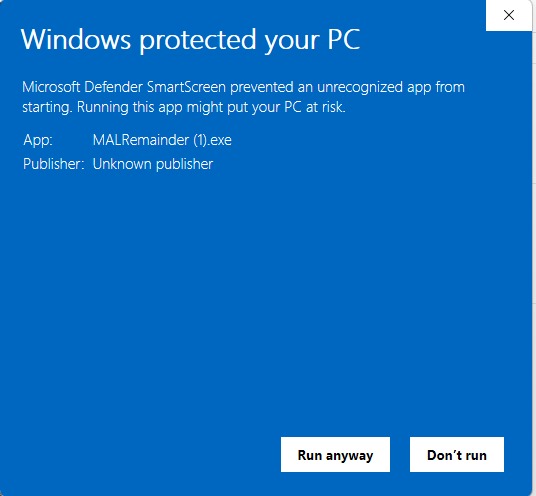 Windows protected your PC
Microsoft Defender SmartScreen prevented an unrecognized app from
starting. Running this app might put your PC at risk.
App: MALRemainder (1).exe
Publisher: Unknown publisher
Run anyway Don’t run